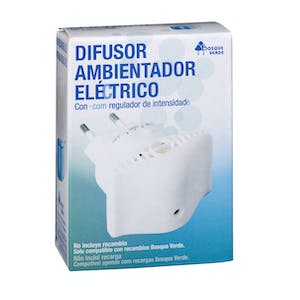 BOSQUE
VERDE
DIFUSOR
AMBIENTADOR
ELÉCTRICO
Con · com regulador de intensidade
No incluye recambio
Solo compatible con recambios Bosque Verde.
Não inclui recarga
Compatível apenas com recargas Bosque Verde.